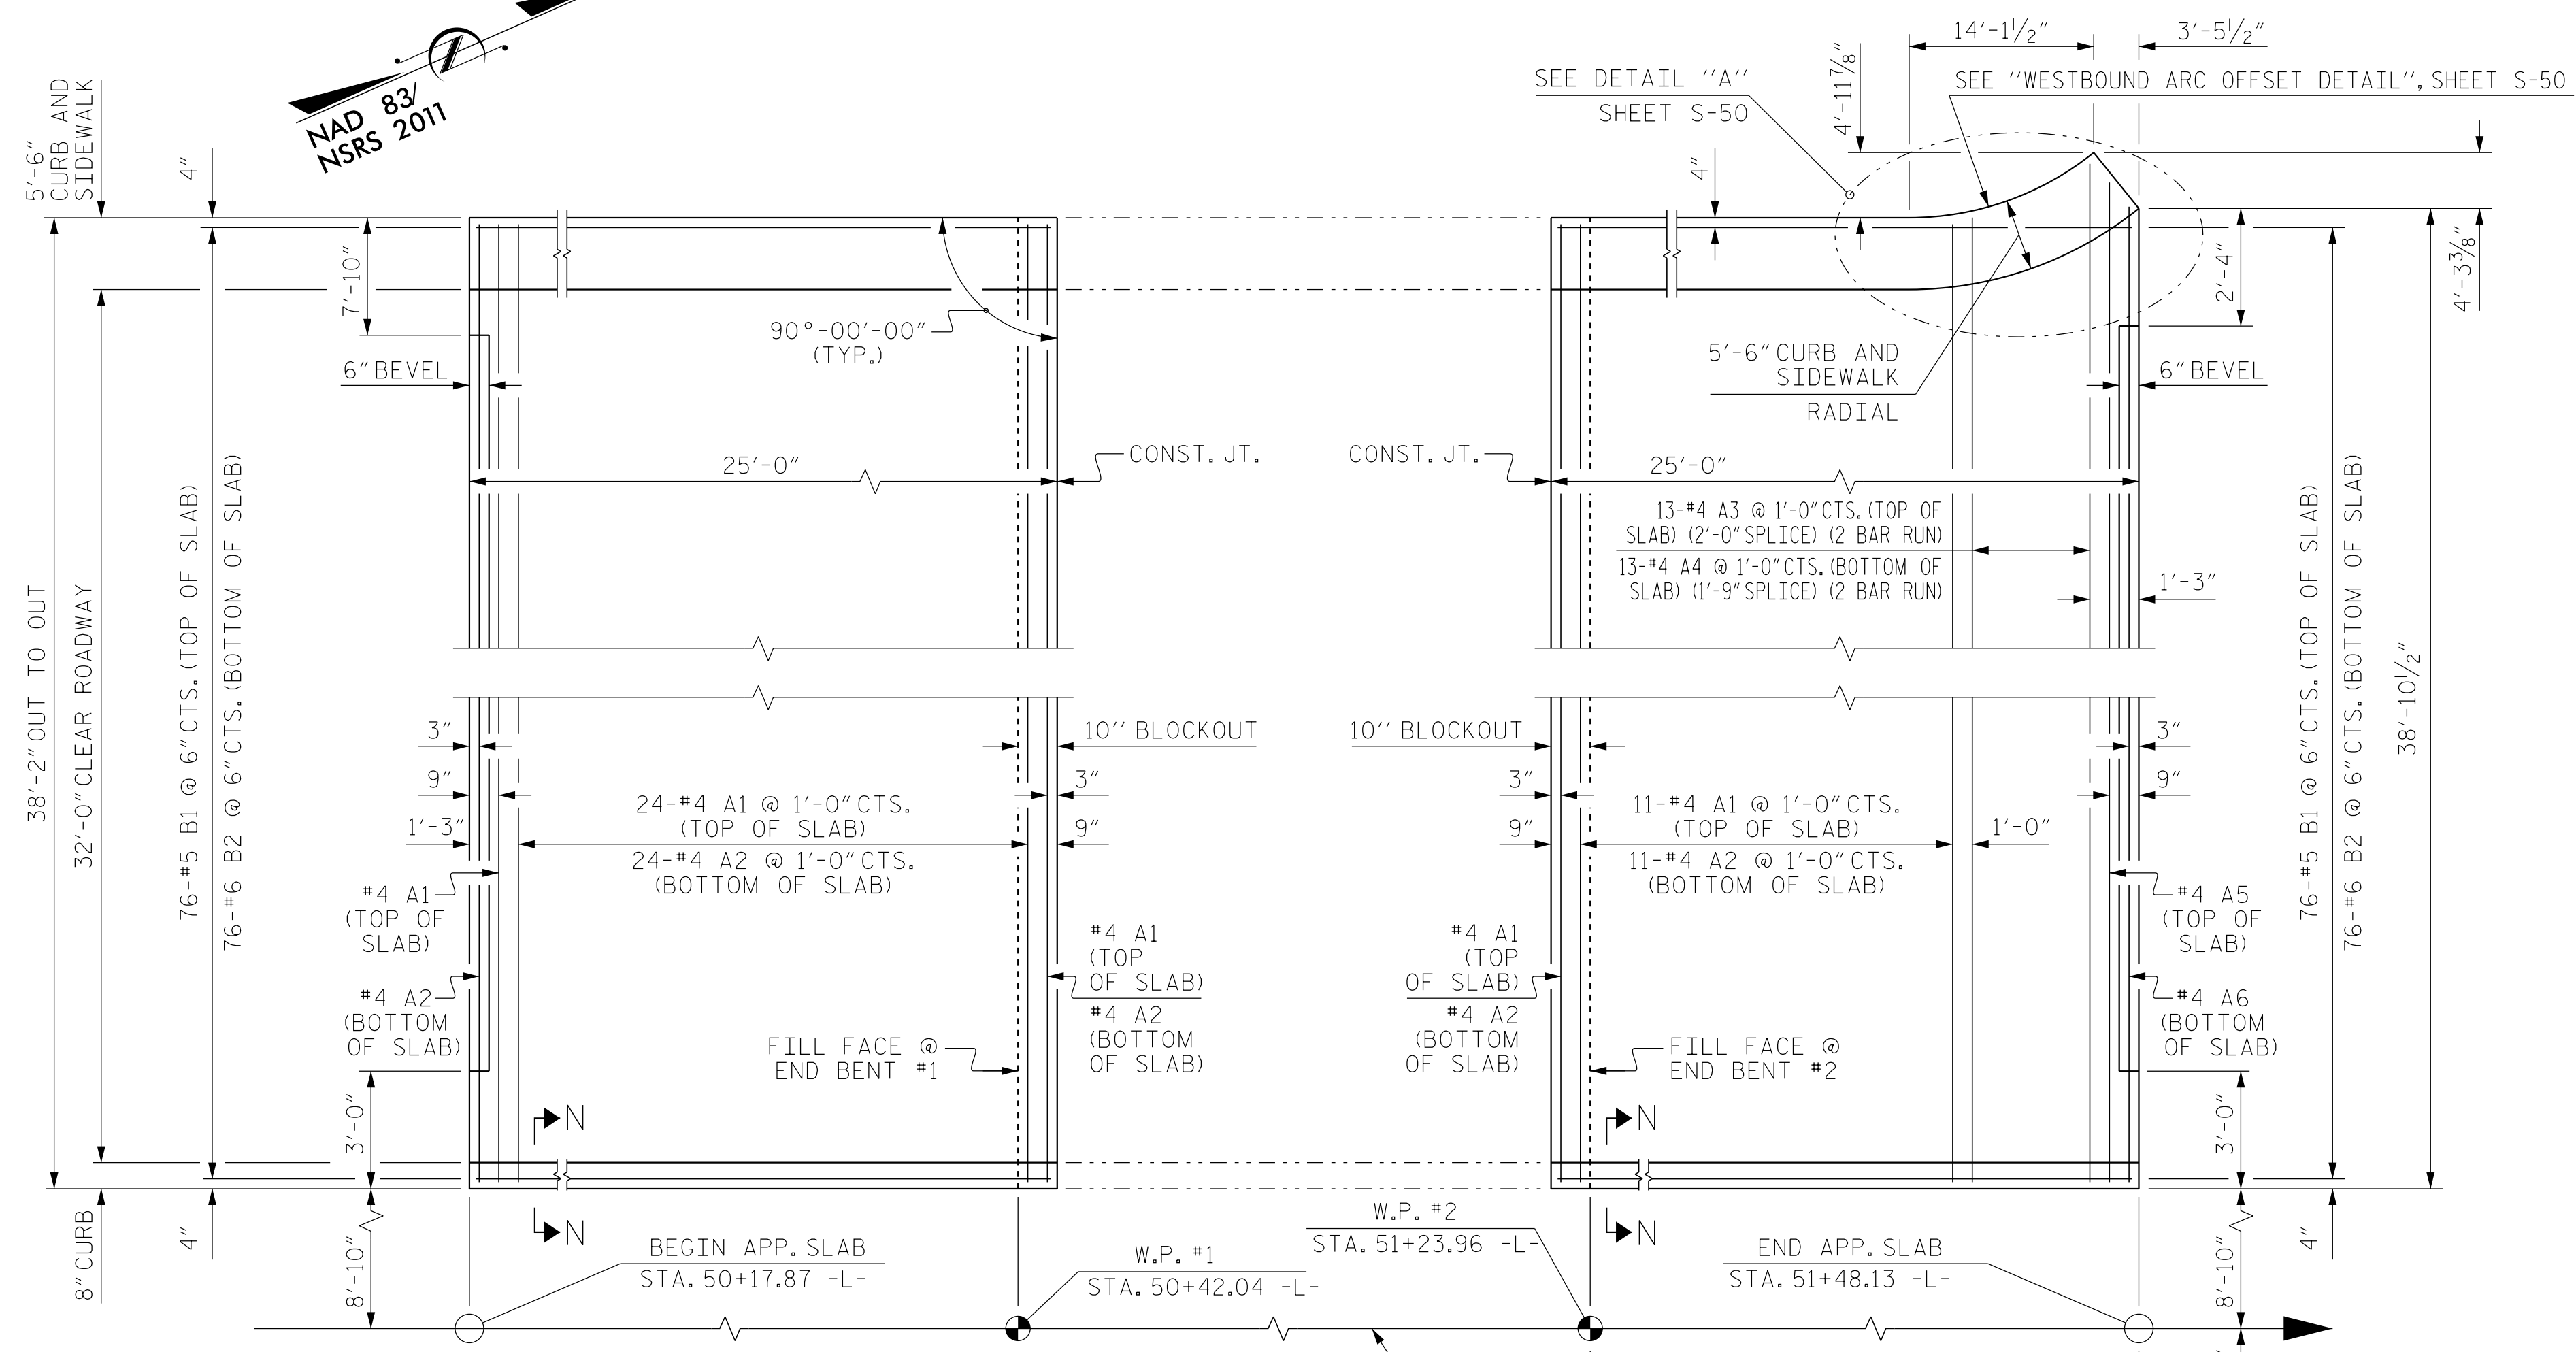 NAD 83/
NSRS 2011
5'-6"
CURB AND
SIDEWALK
4"
7'-10"
6" BEVEL
38'-2" OUT TO OUT
32'-0" CLEAR ROADWAY
76-#5 B1 @ 6" CTS. (TOP OF SLAB)
76-#6 B2 @ 6" CTS. (BOTTOM OF SLAB)
90°-00'-00"
(TYP.)
25'-0"
CONST. JT.
3"
9"
1'-3"
24-#4 A1 @ 1'-0" CTS.
(TOP OF SLAB)
24-#4 A2 @ 1'-0" CTS.
(BOTTOM OF SLAB)
10'' BLOCKOUT
3"
9"
#4 A1
(TOP OF
SLAB)
#4 A2
(BOTTOM
OF SLAB)
#4 A1
(TOP
OF SLAB)
#4 A2
(BOTTOM
OF SLAB)
FILL FACE @
END BENT #1
3'-0"
N
N
8" CURB
4"
8'-10"
BEGIN APP. SLAB
STA. 50+17.87 -L-
W.P. #1
STA. 50+42.04 -L-
SEE DETAIL "A"
SHEET S-50
4'-11 7/8"
14'-1 1/2"
3'-5 1/2"
SEE "WESTBOUND ARC OFFSET DETAIL", SHEET S-50
4"
2'-4"
4'-3 3/8"
5'-6" CURB AND
SIDEWALK
RADIAL
6" BEVEL
CONST. JT.
25'-0"
13-#4 A3 @ 1'-0" CTS. (TOP OF
SLAB) (2'-0" SPLICE) (2 BAR RUN)
13-#4 A4 @ 1'-0" CTS. (BOTTOM OF
SLAB) (1'-9" SPLICE) (2 BAR RUN)
1'-3"
76-#5 B1 @ 6" CTS. (TOP OF SLAB)
76-#6 B2 @ 6" CTS. (BOTTOM OF SLAB)
38'-10 1/2"
10'' BLOCKOUT
3"
9"
11-#4 A1 @ 1'-0" CTS.
(TOP OF SLAB)
11-#4 A2 @ 1'-0" CTS.
(BOTTOM OF SLAB)
1'-0"
3"
9"
#4 A1
(TOP
OF SLAB)
#4 A2
(BOTTOM
OF SLAB)
#4 A5
(TOP OF
SLAB)
#4 A6
(BOTTOM
OF SLAB)
FILL FACE @
END BENT #2
3'-0"
N
N
W.P. #2
STA. 51+23.96 -L-
END APP. SLAB
STA. 51+48.13 -L-
8'-10"
4"